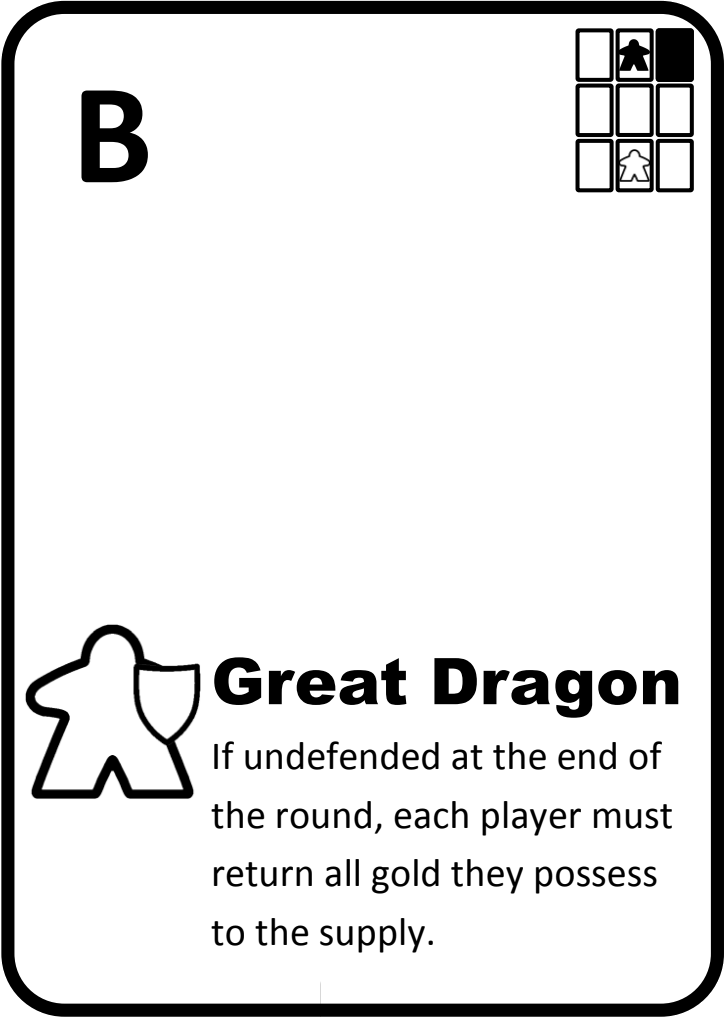 B
Great Dragon
If undefended at the end of
the round, each player must
return all gold they possess
to the supply.